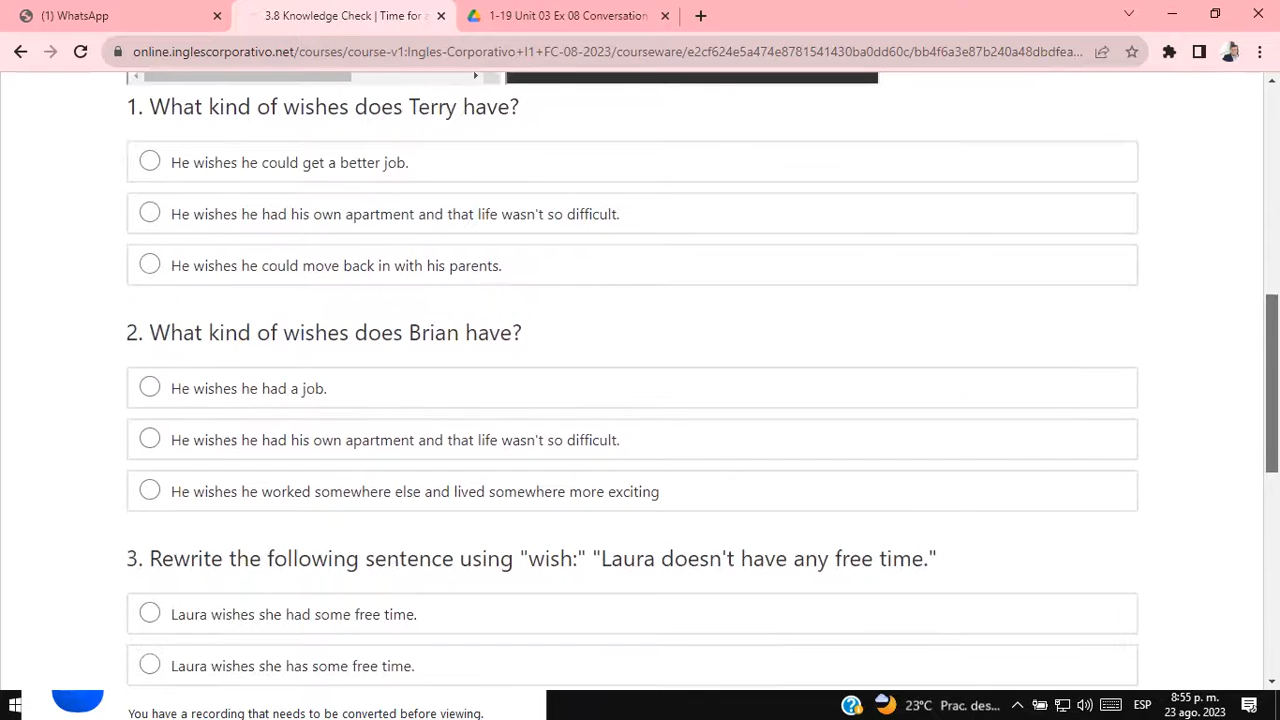 (1) WhatsApp
3.8 Knowledge Check | Time for a
1-19 Unit 03 Ex 08 Conversation
online.inglescorporativo.net/courses/course-v1:Ingles-Corporativo+I1+FC-08-2023/courseware/e2cf624e5a474e8781541430ba0dd60c/bb4f6a3e87b240a48dbdfea...
1. What kind of wishes does Terry have?
He wishes he could get a better job.
He wishes he had his own apartment and that life wasn't so difficult.
He wishes he could move back in with his parents.
2. What kind of wishes does Brian have?
He wishes he had a job.
He wishes he had his own apartment and that life wasn't so difficult.
He wishes he worked somewhere else and lived somewhere more exciting
3. Rewrite the following sentence using "wish:" "Laura doesn't have any free time."
Laura wishes she had some free time.
Laura wishes she has some free time.
You have a recording that needs to be converted before viewing.
23°C Prac. des...
ESP
8:55 p. m.
23 ago. 2023